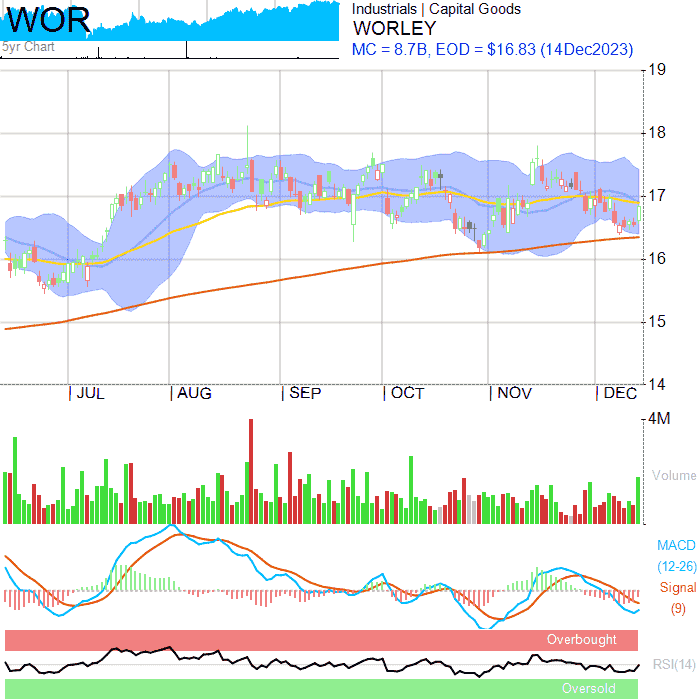 WOR
5yr Chart
Industrials | Capital Goods
WORLEY
MC = 8.7B, EOD = $16.83 (14Dec2023)
19
18
17
16
15
14
| JUL | AUG | SEP | OCT | NOV | DEC
4M
Volume
MACD
(12-26)
Signal
(9)
Overbought
RSI(14)
Oversold